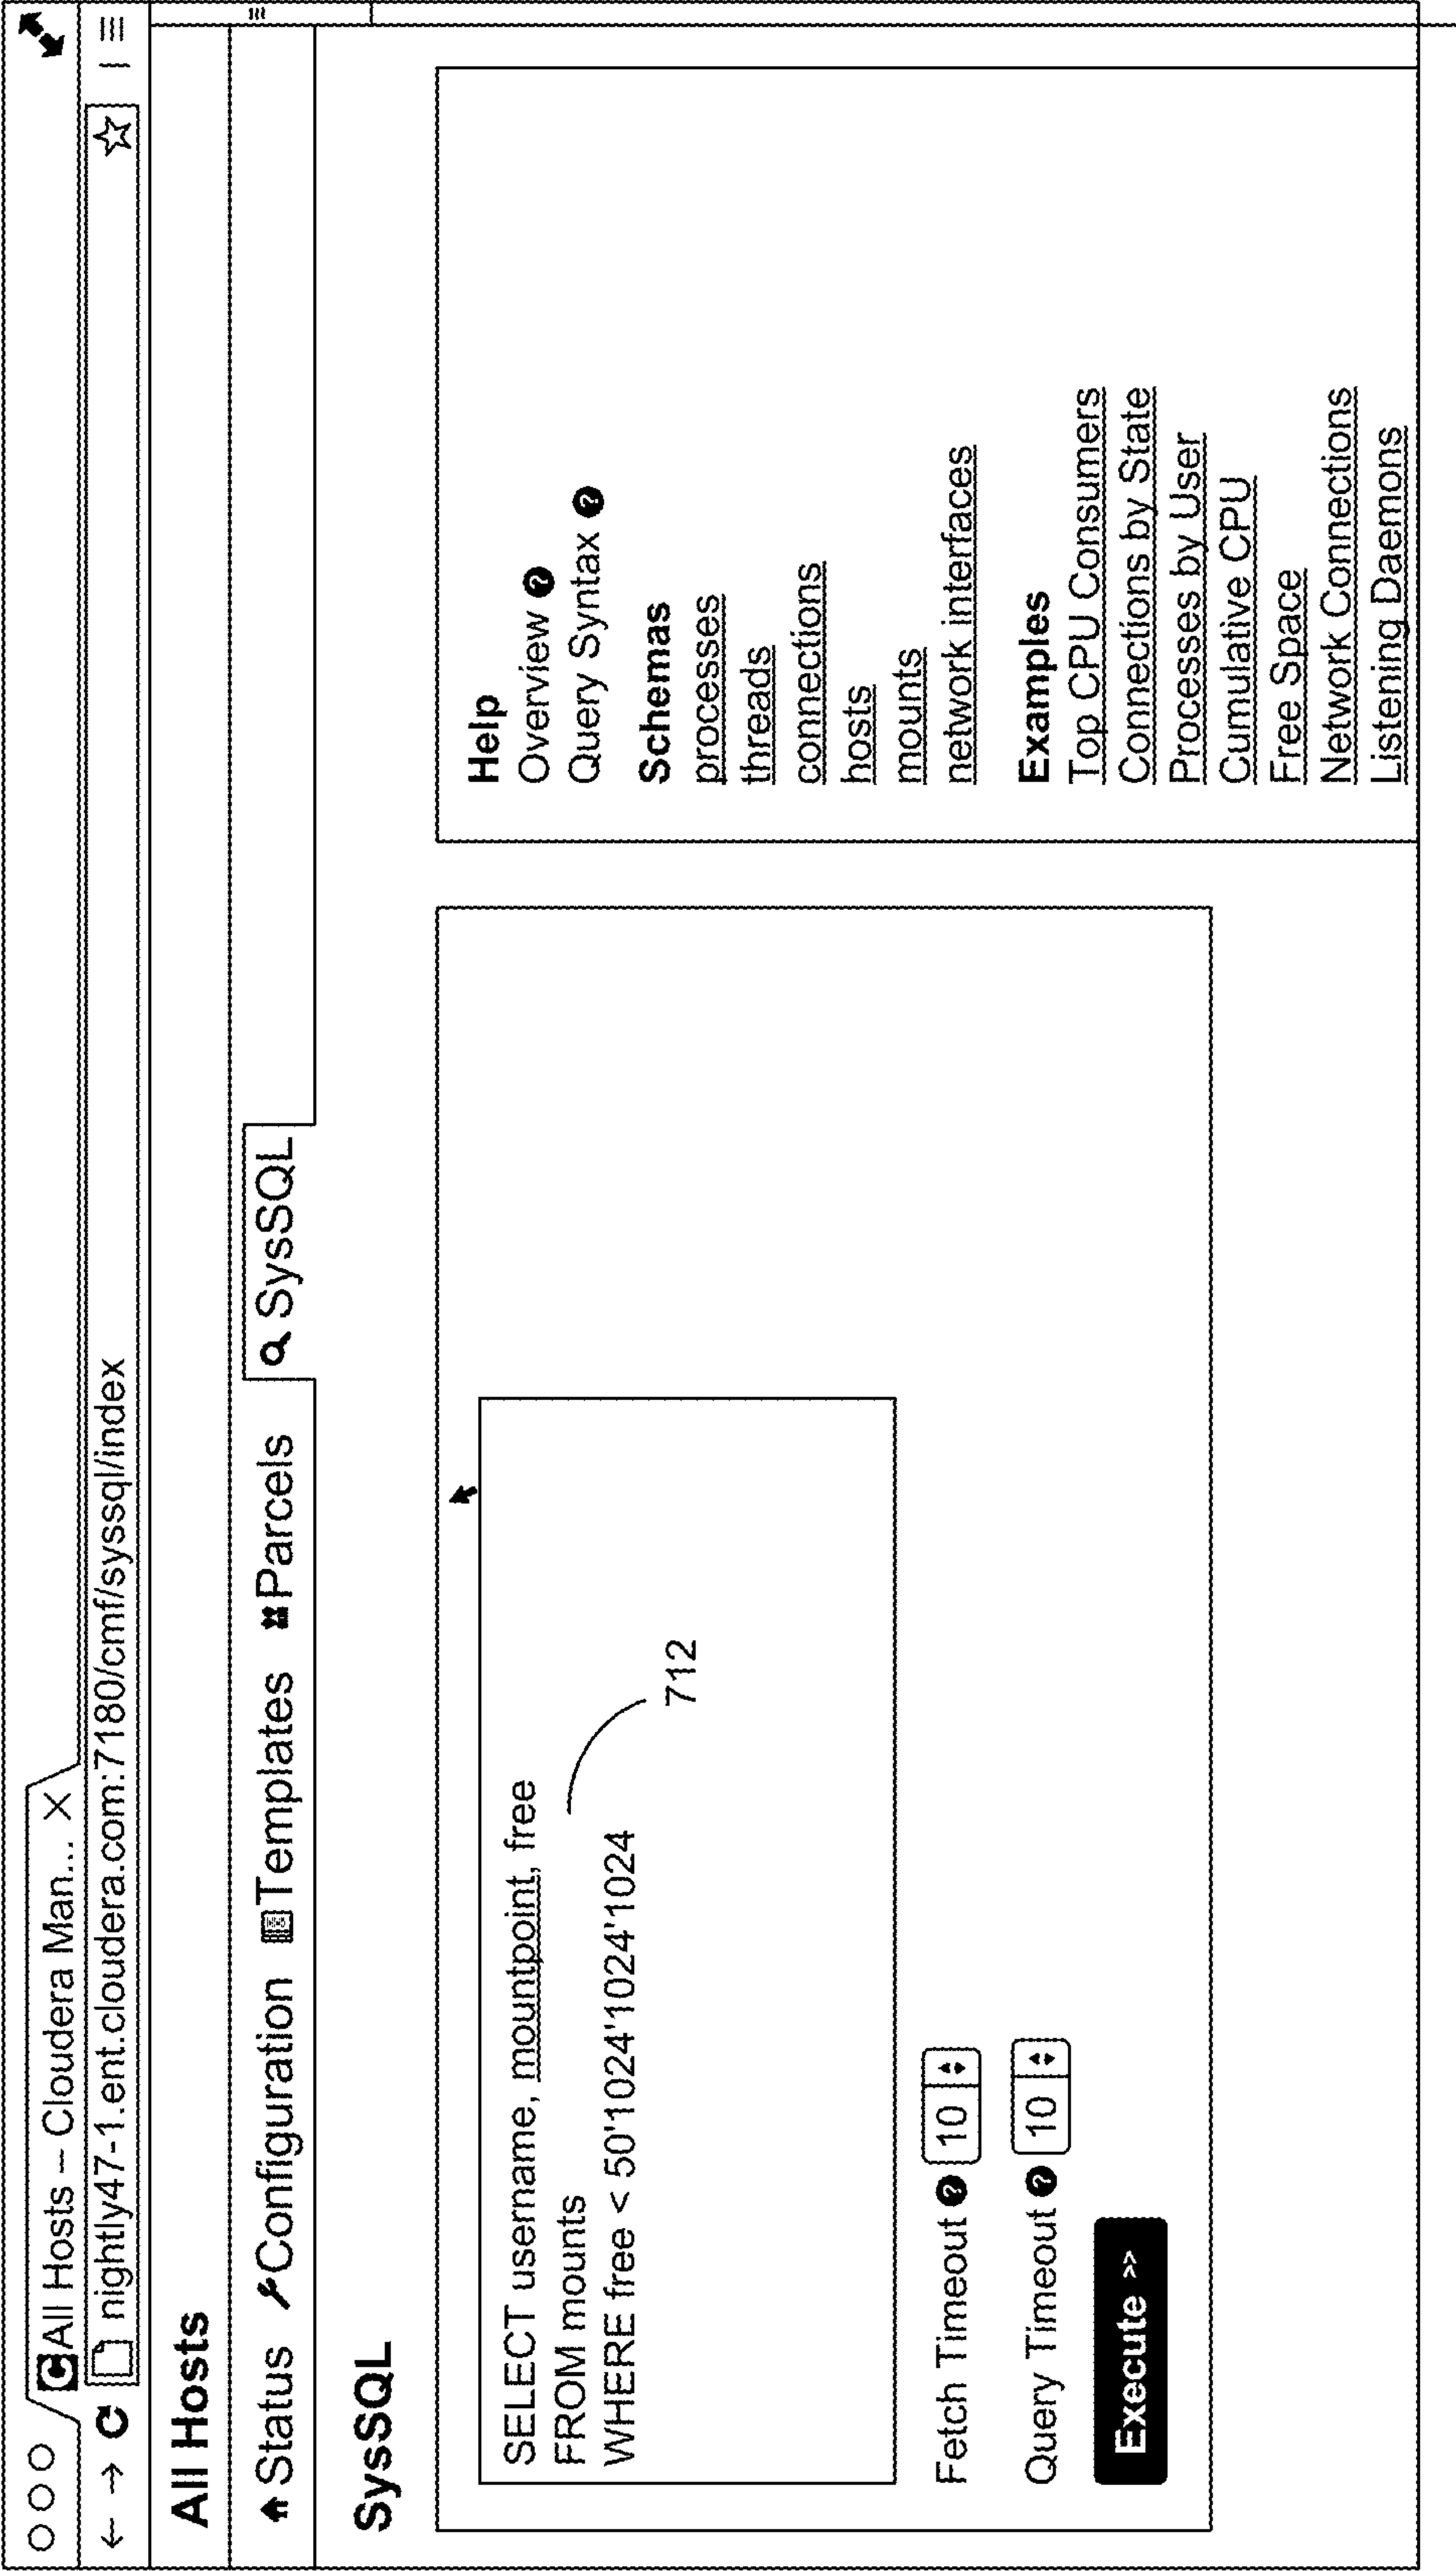 All Hosts – Cloudera Man... X
nightly47-1.ent.cloudera.com:7180/cmf/syssql/index
All Hosts
Status Configuration Templates Parcels SysSQL
SysSQL
SELECT username, mountpoint, free
FROM mounts
WHERE free < 50'1024'1024'1024
712
Fetch Timeout ? 10
Query Timeout ? 10
Execute >>
Help
Overview ?
Query Syntax ?
Schemas
processes
threads
connections
hosts
mounts
network interfaces
Examples
Top CPU Consumers
Connections by State
Processes by User
Cumulative CPU
Free Space
Network Connections
Listening Daemons